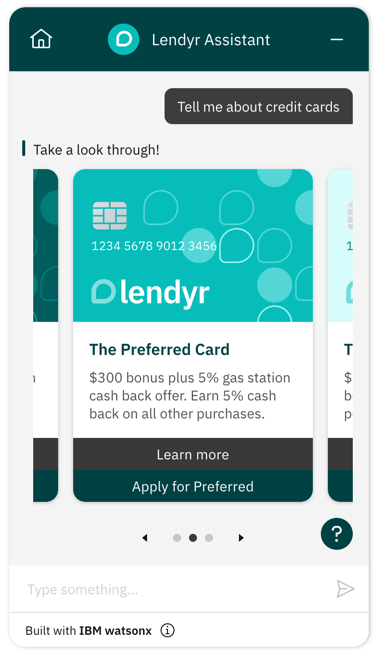 Lendyr Assistant
Tell me about credit cards
Take a look through!
1234 5678 9012 3456
lendyr
The Preferred Card
$300 bonus plus 5% gas station
cash back offer. Earn 5% cash
back on all other purchases.
Learn more
Apply for Preferred
?
Type something...
Built with IBM watsonx